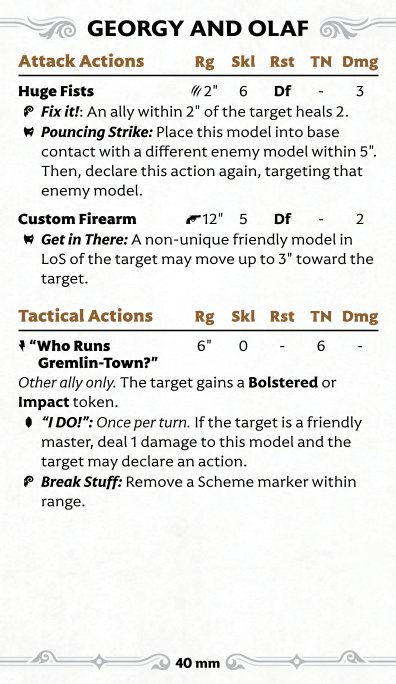 GEORGY AND OLAF
Attack Actions Rg Skl Rst TN Dmg
Huge Fists 2" 6 Df - 3
Fix it!: An ally within 2" of the target heals 2.
Pouncing Strike: Place this model into base
contact with a different enemy model within 5".
Then, declare this action again, targeting that
enemy model.
Custom Firearm 12" 5 Df - 2
Get in There: A non-unique friendly model in
LoS of the target may move up to 3" toward the
target.
Tactical Actions Rg Skl Rst TN Dmg
“Who Runs 6" 0 - 6 -
Gremlin-Town?”
Other ally only. The target gains a Bolstered or
Impact token.
“I DO!”: Once per turn. If the target is a friendly
master, deal 1 damage to this model and the
target may declare an action.
Break Stuff: Remove a Scheme marker within
range.
40 mm